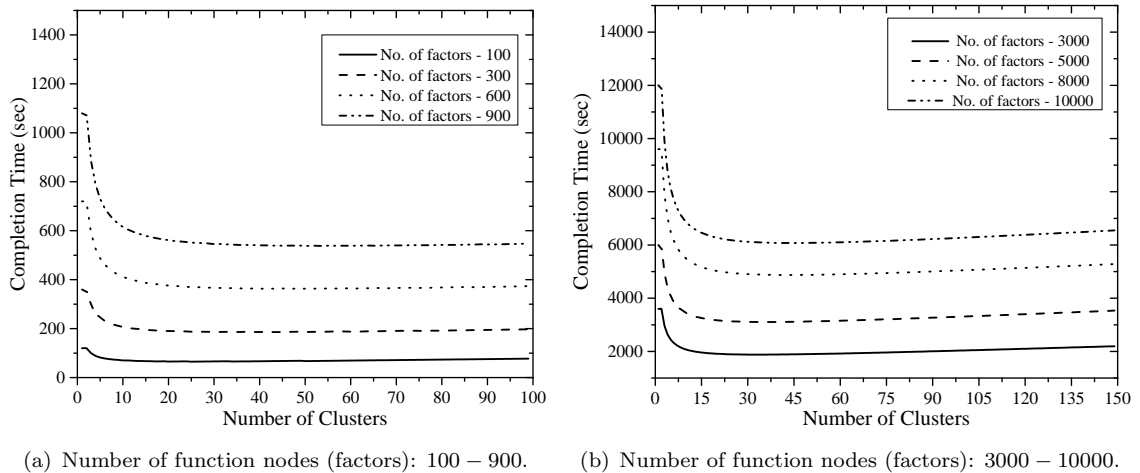 1400
1200
1000
800
600
400
200
0
Completion Time (sec)
No. of factors - 100
No. of factors - 300
No. of factors - 600
No. of factors - 900
0 10 20 30 40 50 60 70 80 90 100
Number of Clusters
(a) Number of function nodes (factors): 100 − 900.
14000
12000
10000
8000
6000
4000
2000
Completion Time (sec)
No. of factors - 3000
No. of factors - 5000
No. of factors - 8000
No. of factors - 10000
0 15 30 45 60 75 90 105 120 135 150
Number of Clusters
(b) Number of function nodes (factors): 3000 − 10000.